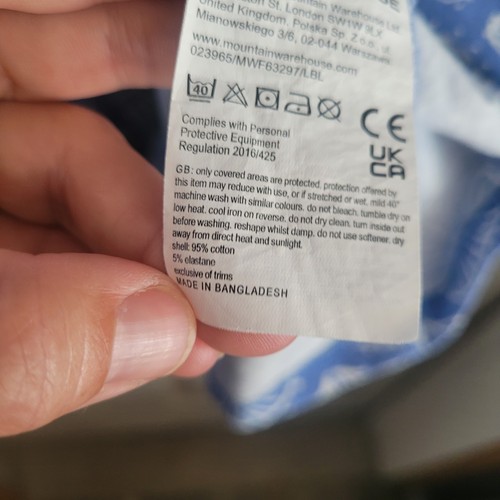 tain Warehouse Ltd
St, London SW1W 9LX
United Kingdom, Polska Sp. Z o.o. ul.
Mianowskiego 3/6, 02-044 Warszawa
www.mountainwarehouse.com
023965/MWF63297/LBL
40
CE
Complies with Personal
Protective Equipment
Regulation 2016/425
UK
CA
GB: only covered areas are protected, protection offered by
this item may reduce with use, or if stretched or wet. mild 40°
machine wash with similar colours. do not bleach. tumble dry on
low heat. cool iron on reverse. do not dry clean. turn inside out
before washing. reshape whilst damp. do not use softener. dry
away from direct heat and sunlight.
shell: 95% cotton
5% elastane
exclusive of trims
MADE IN BANGLADESH